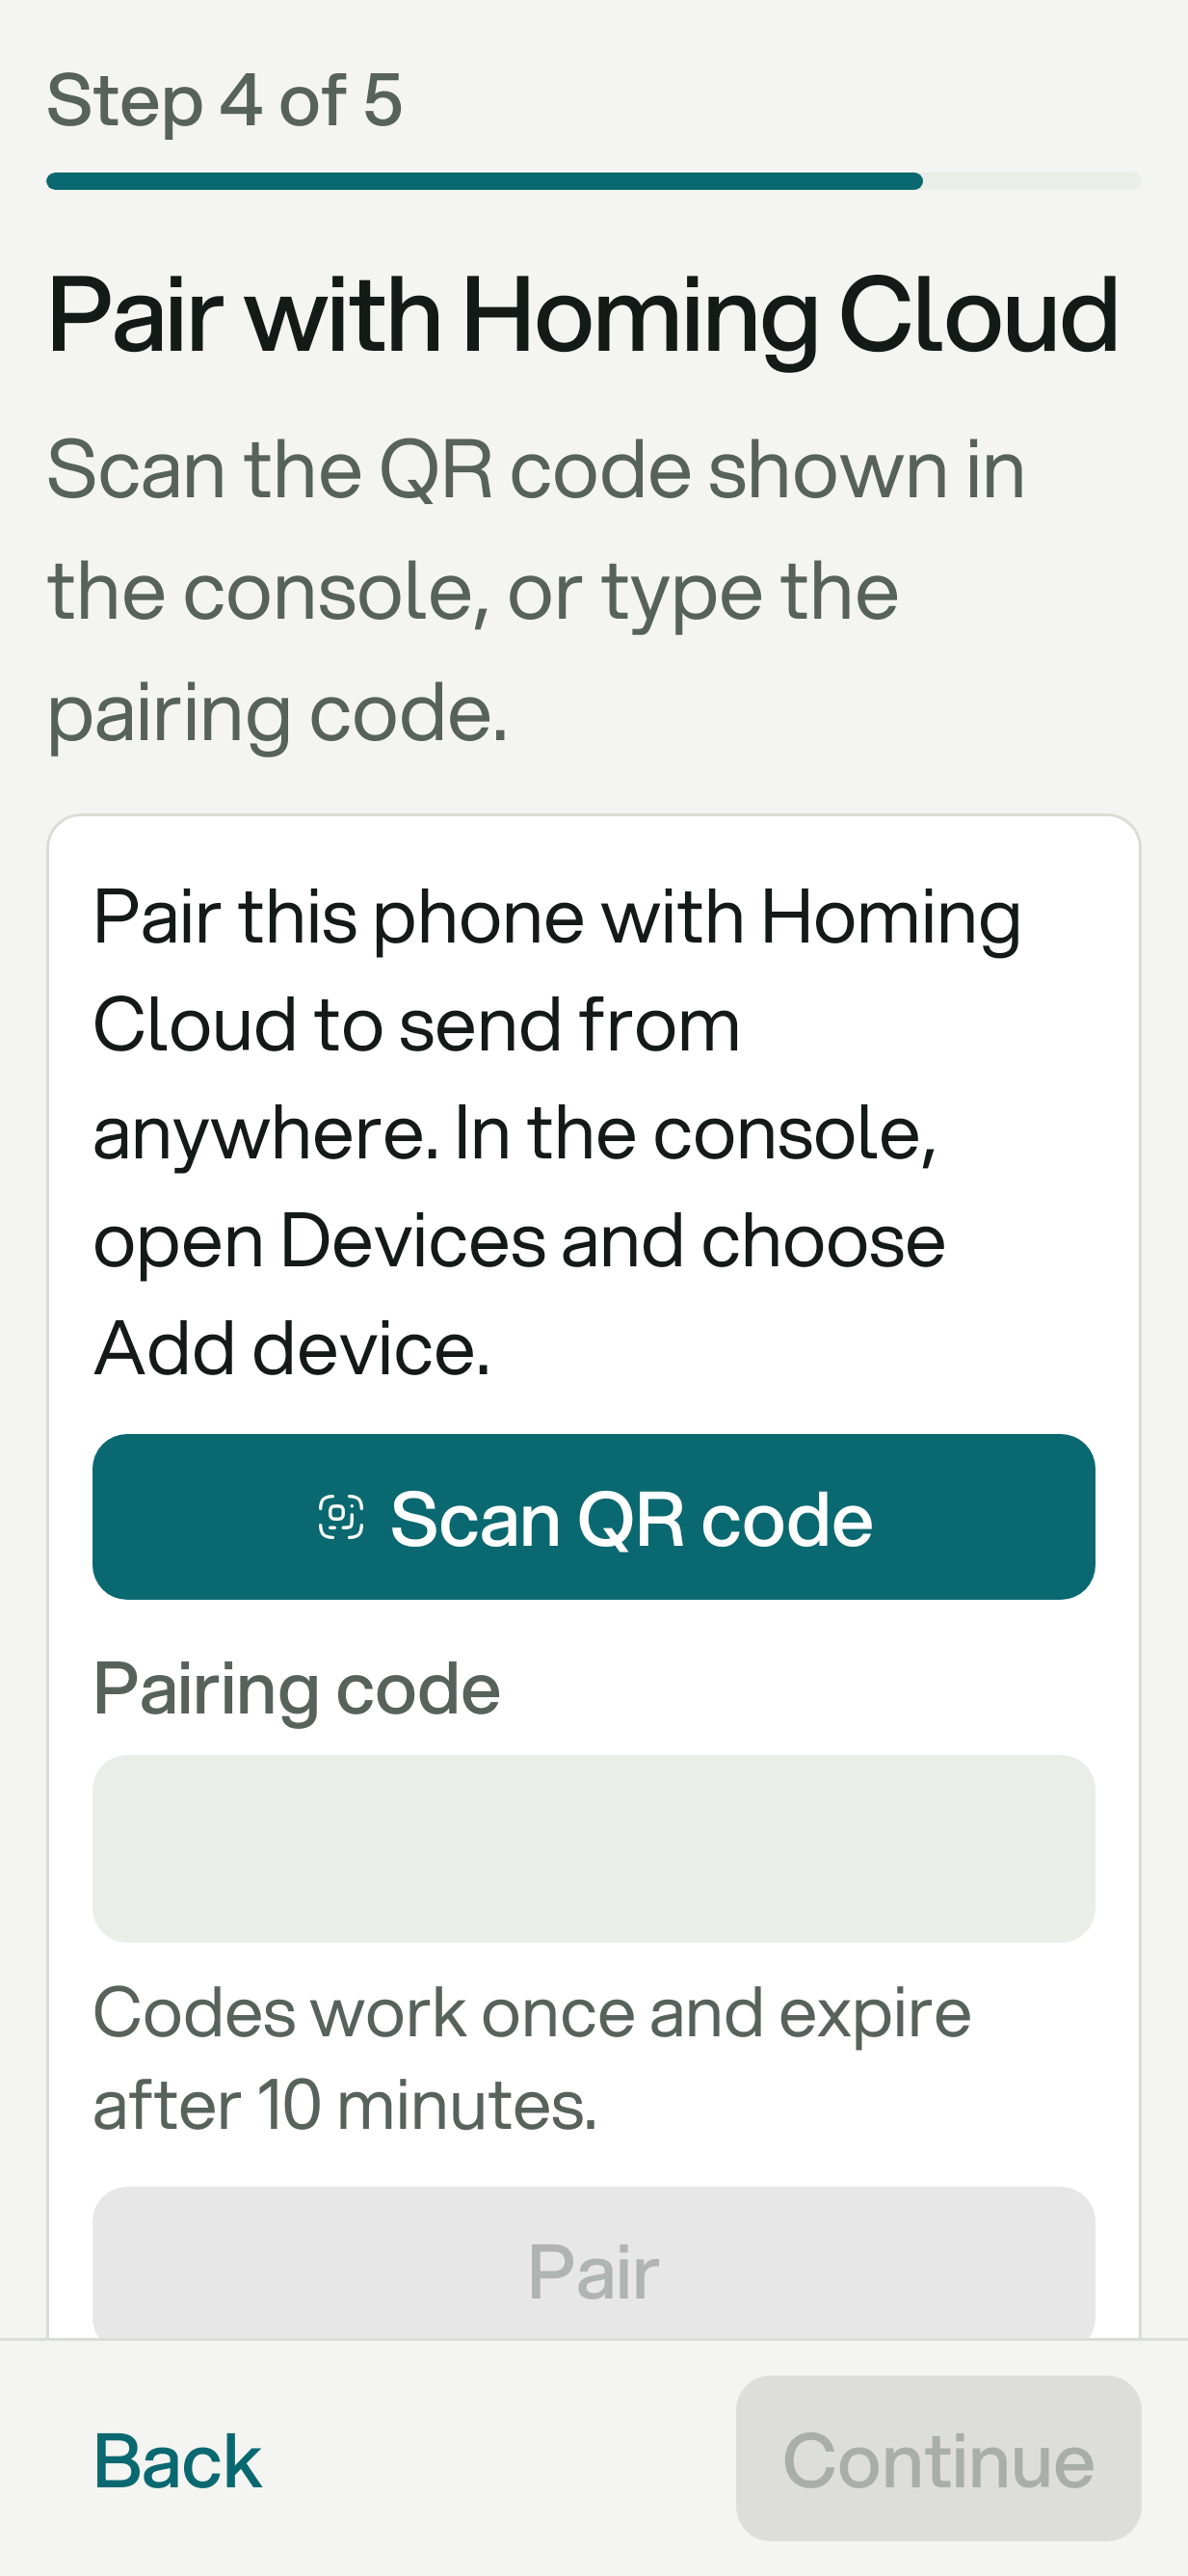 Step 4 of 5
Pair with Homing Cloud
Scan the QR code shown in
the console, or type the
pairing code.
Pair this phone with Homing
Cloud to send from
anywhere. In the console,
open Devices and choose
Add device.
Scan QR code
Pairing code
Codes work once and expire
after 10 minutes.
Pair
Back
Continue